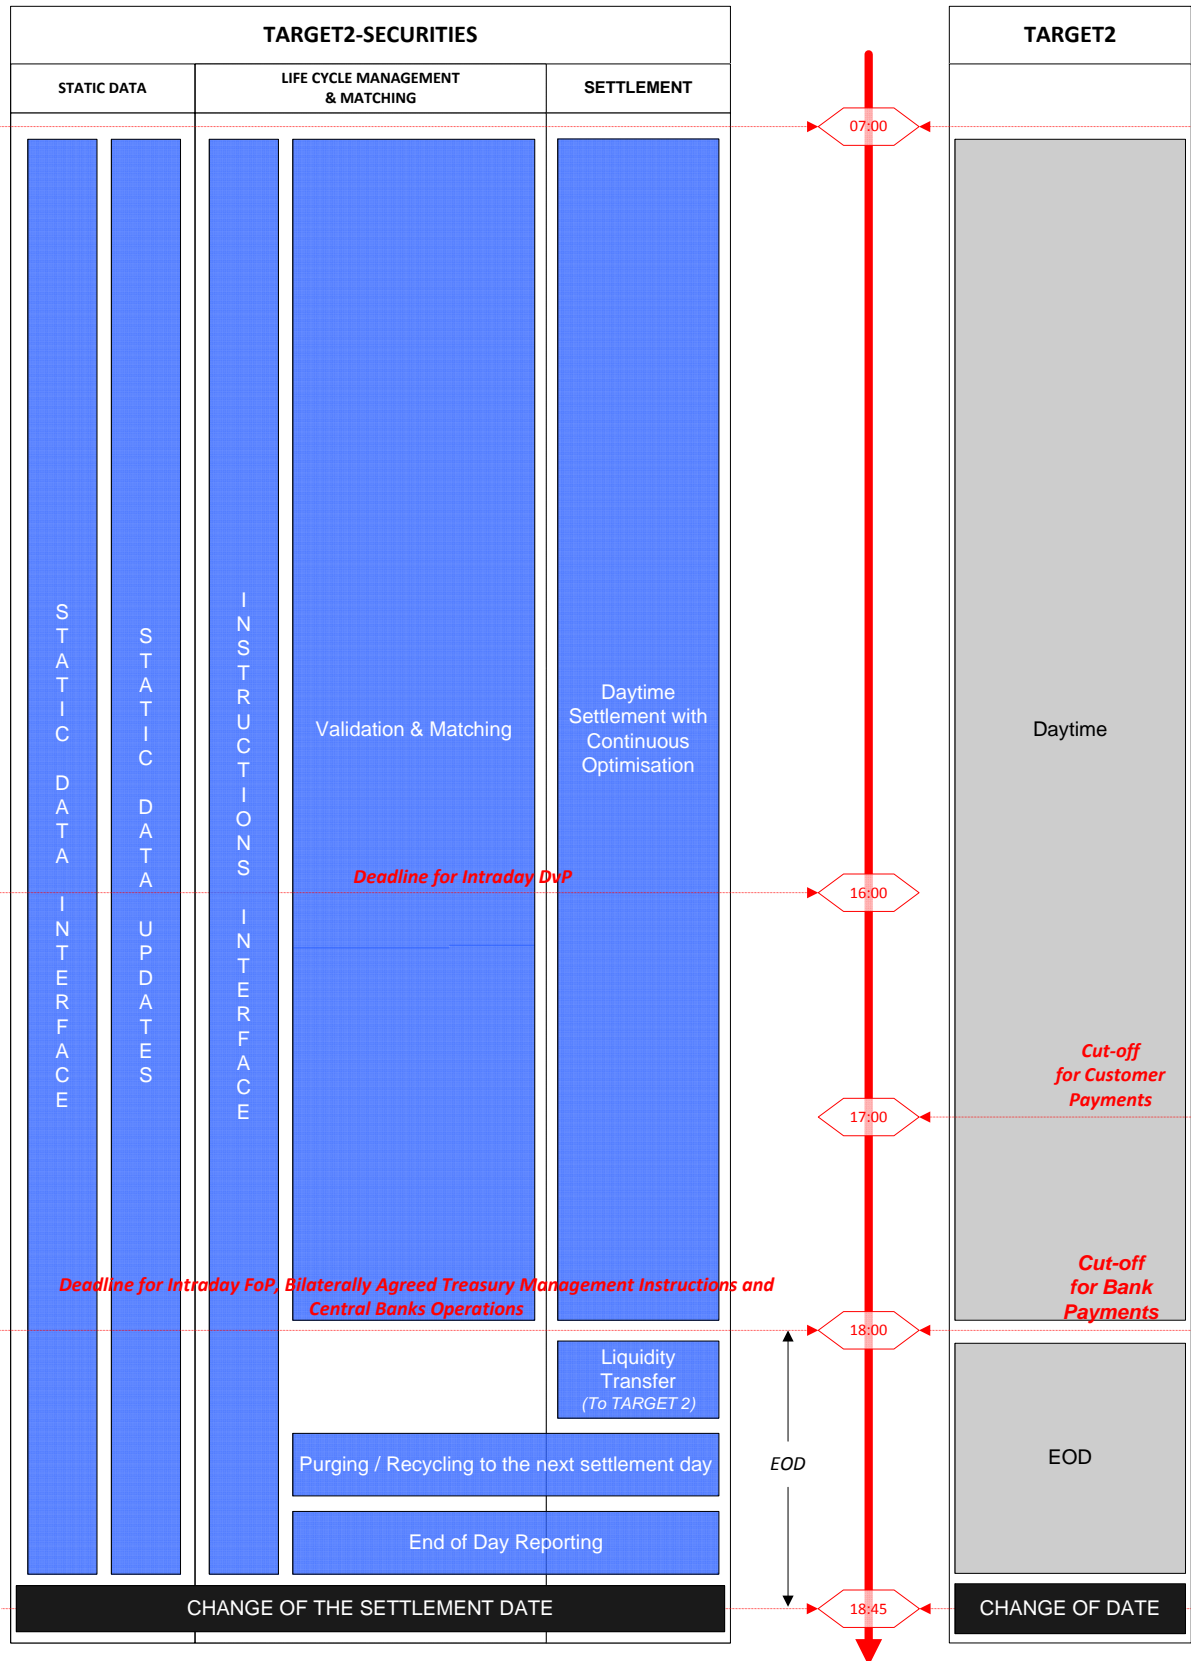 TARGET2-SECURITIES
TARGET2
STATIC DATA
LIFE CYCLE MANAGEMENT
& MATCHING
SETTLEMENT
07:00
STATIC DATA INTERFACE
STATIC DATA UPDATES
INSTRUCTIONS INTERFACE
Validation & Matching
Daytime
Settlement with
Continuous
Optimisation
Daytime
Deadline for Intraday DvP
16:00
Cut-off
for Customer
Payments
17:00
Deadline for Intraday FoP, Bilaterally Agreed Treasury Management Instructions and
Central Banks Operations
Cut-off
for Bank
Payments
18:00
Liquidity
Transfer
(To TARGET 2)
Purging / Recycling to the next settlement day
EOD
EOD
End of Day Reporting
CHANGE OF THE SETTLEMENT DATE
18:45
CHANGE OF DATE